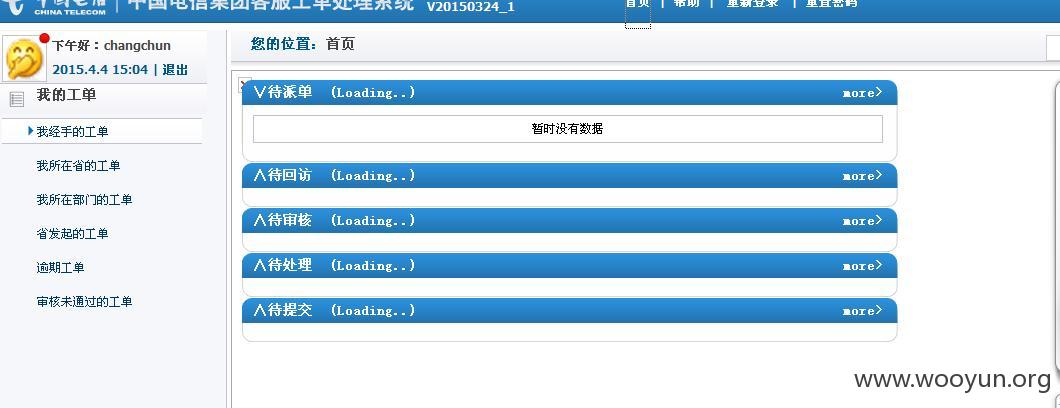 中国电信
CHINA TELECOM
中国电信集团客服工单处理系统 V20150324_1
首页 | 帮助 | 重新登录 | 重置密码
下午好：changchun
2015.4.4 15:04 | 退出
您的位置：首页
我的工单
我经手的工单
我所在省的工单
我所在部门的工单
省发起的工单
逾期工单
审核未通过的工单
∨待派单 (Loading..) more>
暂时没有数据
∧待回访 (Loading..) more>
∧待审核 (Loading..) more>
∧待处理 (Loading..) more>
∧待提交 (Loading..) more>
www.wooyun.org